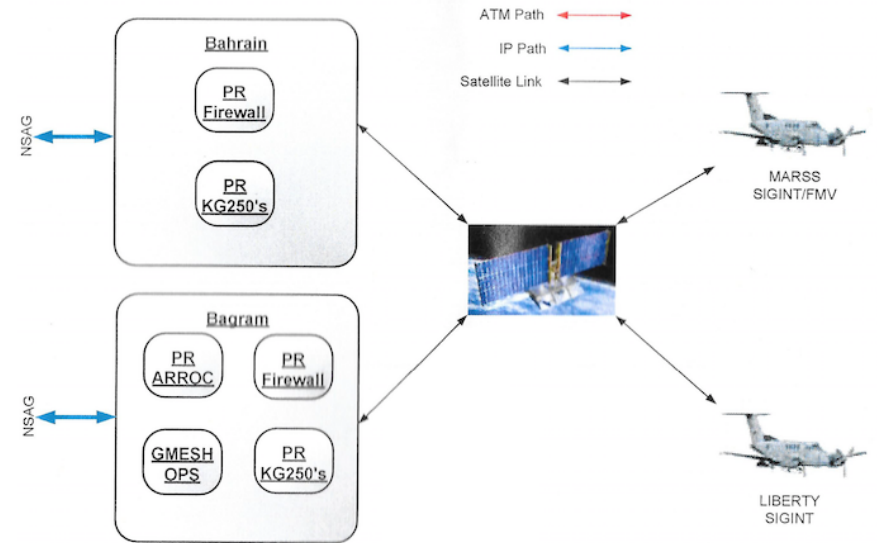 ATM Path
IP Path
Satellite Link
Bahrain
PR
Firewall
PR
KG250's
NSAG
MARSS
SIGINT/FMV
Bagram
PR
ARROC
PR
Firewall
GMESH
OPS
PR
KG250's
NSAG
LIBERTY
SIGINT